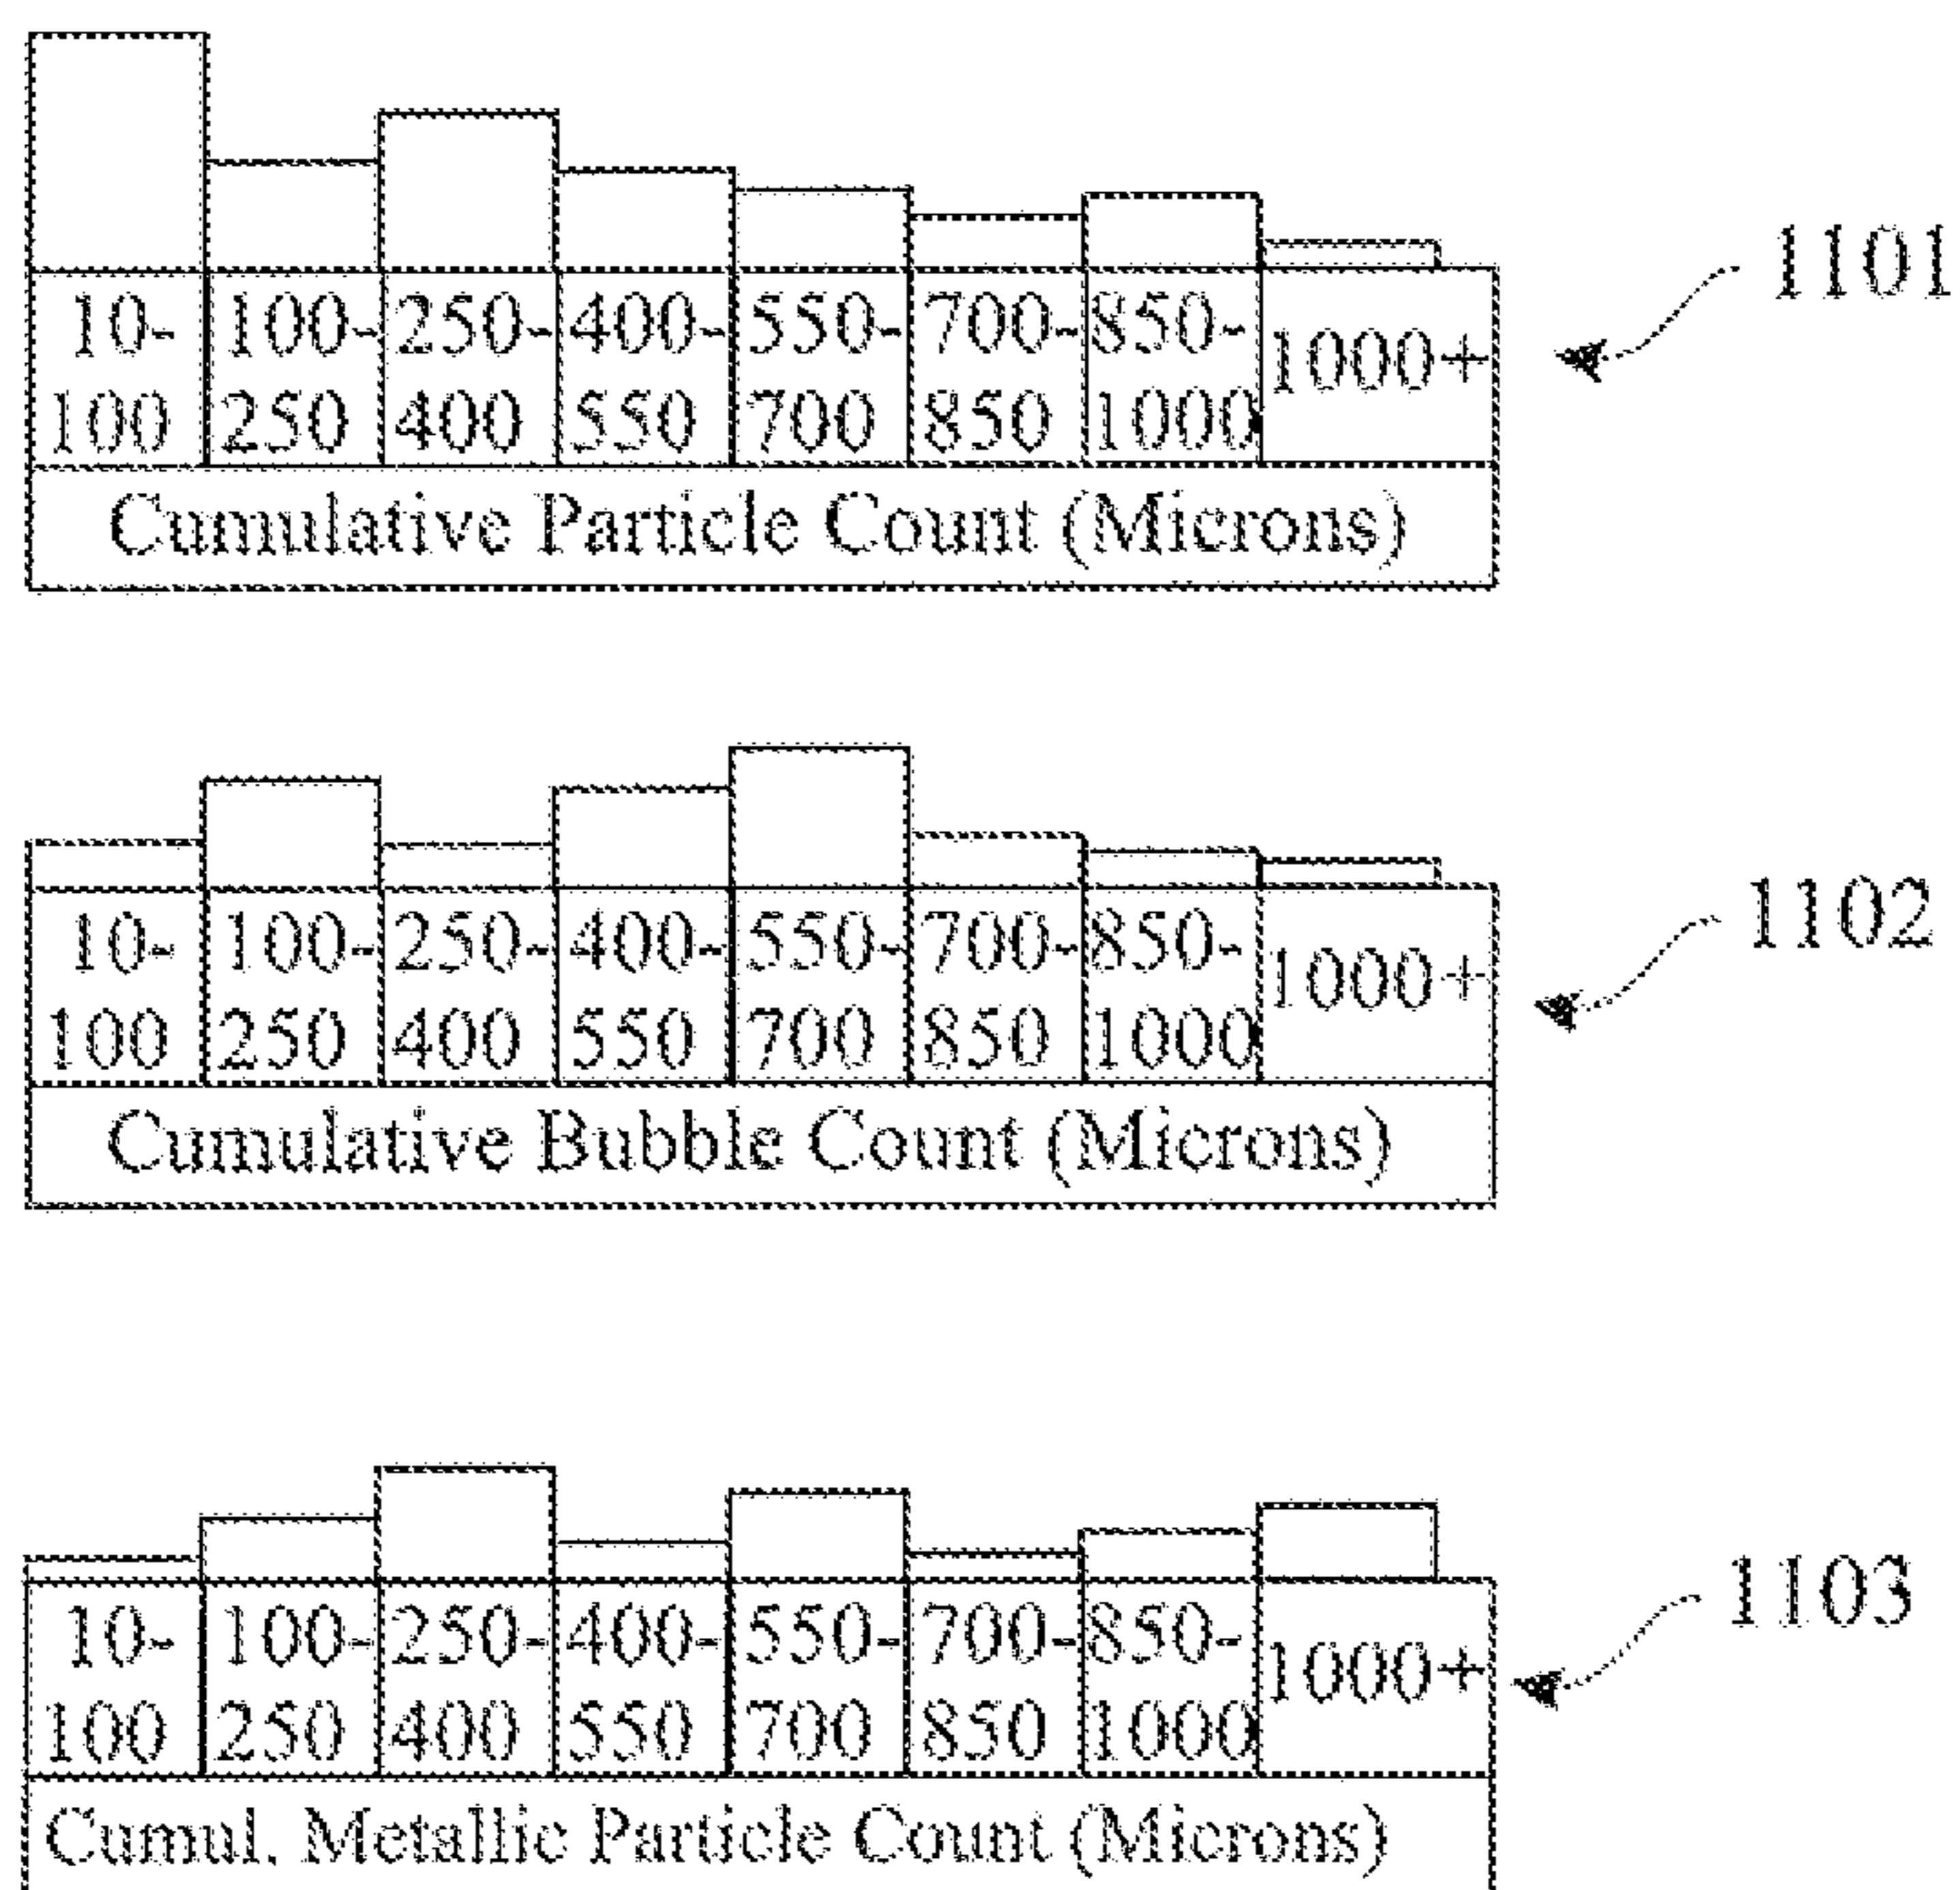 10- 100- 250- 400- 550- 700- 850- 1000+ 1101
100 250 400 550 700 850 1000
Cumulative Particle Count (Microns)
10- 100- 250- 400- 550- 700- 850- 1000+ 1102
100 250 400 550 700 850 1000
Cumulative Bubble Count (Microns)
10- 100- 250- 400- 550- 700- 850- 1000+ 1103
100 250 400 550 700 850 1000
Cumul. Metallic Particle Count (Microns)